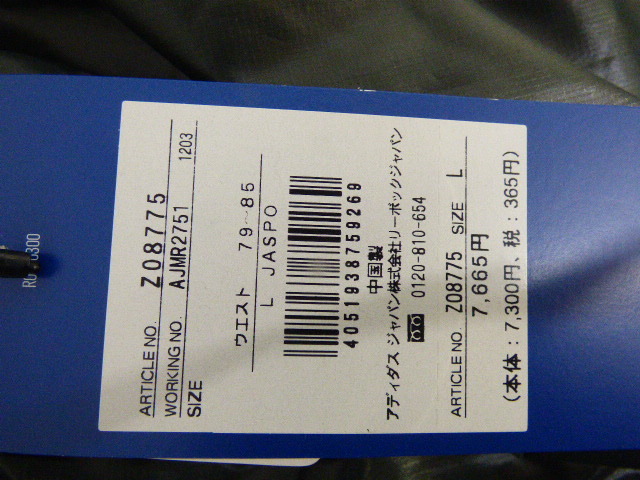 ARTICLE NO. Z08775
WORKING NO. AJMR2751 1203
SIZE
ウエスト 79～85
L JASPO
4051938759269
中国製
アディダス ジャパン株式会社リーボックジャパン
0120-810-654
ARTICLE NO. Z08775 SIZE L
7,665円
(本体: 7,300円、税: 365円)